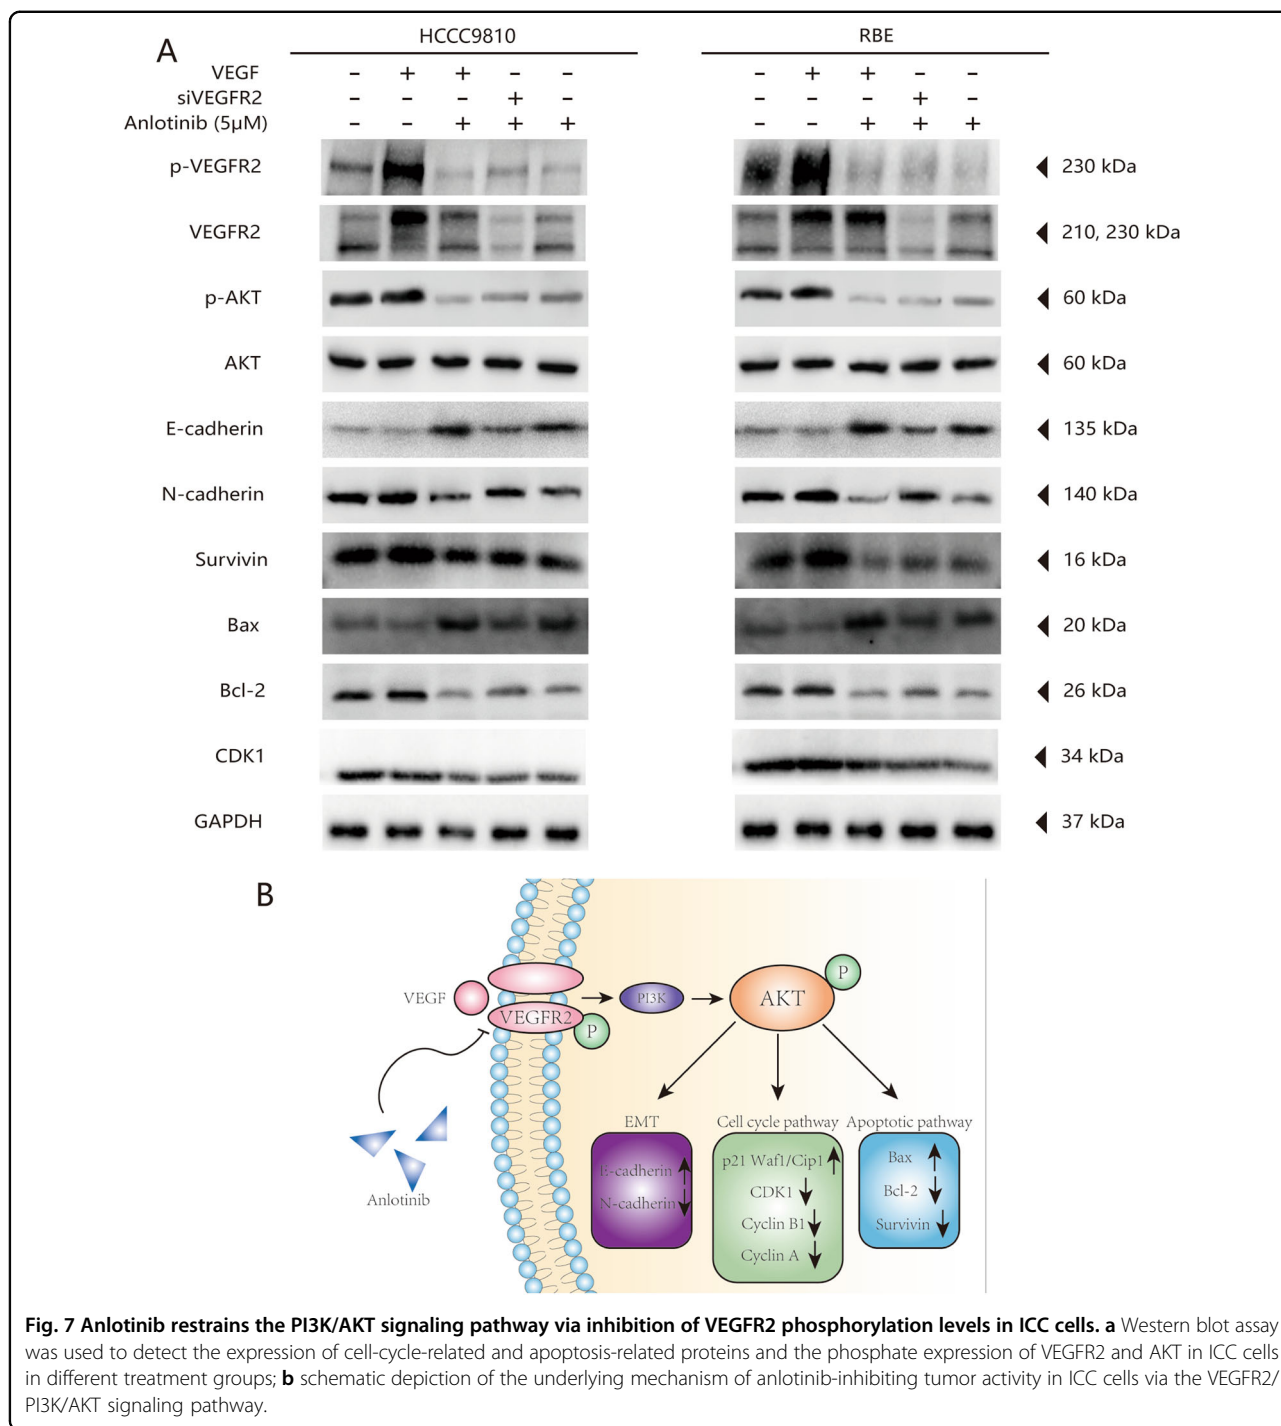 A
HCCC9810
RBE
VEGF - + + - - - + + - -
siVEGFR2 - - - + - - - - + -
Anlotinib (5μM) - - + + + - - + + +
p-VEGFR2 230 kDa
VEGFR2 210, 230 kDa
p-AKT 60 kDa
AKT 60 kDa
E-cadherin 135 kDa
N-cadherin 140 kDa
Survivin 16 kDa
Bax 20 kDa
Bcl-2 26 kDa
CDK1 34 kDa
GAPDH 37 kDa
B
VEGF
VEGFR2
P
PI3K
AKT
P
Anlotinib
EMT
E-cadherin
N-cadherin
Cell cycle pathway
p21 Waf1/Cip1
CDK1
Cyclin B1
Cyclin A
Apoptotic pathway
Bax
Bcl-2
Survivin
Fig. 7 Anlotinib restrains the PI3K/AKT signaling pathway via inhibition of VEGFR2 phosphorylation levels in ICC cells. a Western blot assay
was used to detect the expression of cell-cycle-related and apoptosis-related proteins and the phosphate expression of VEGFR2 and AKT in ICC cells
in different treatment groups; b schematic depiction of the underlying mechanism of anlotinib-inhibiting tumor activity in ICC cells via the VEGFR2/
PI3K/AKT signaling pathway.